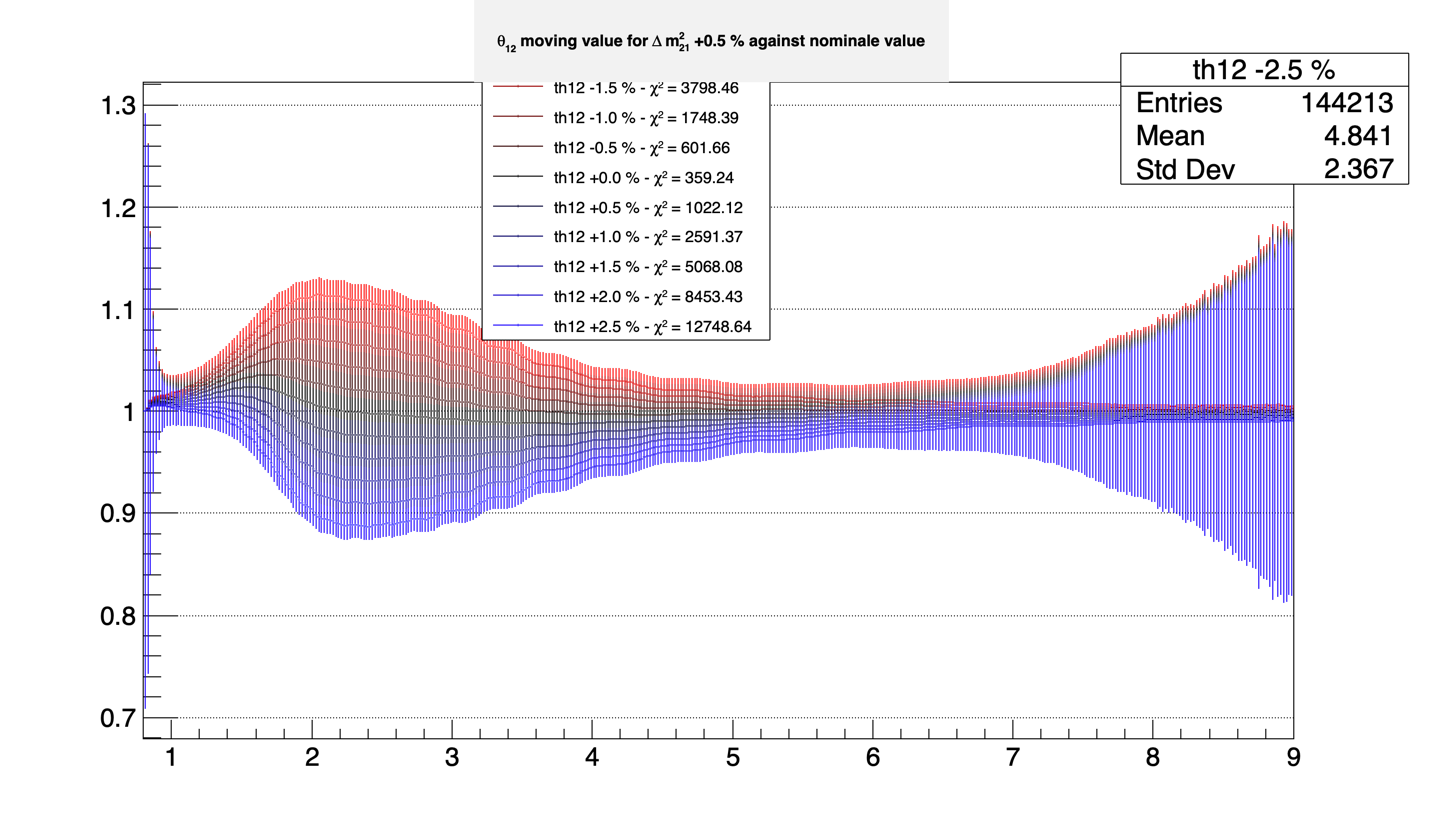 θ12 moving value for Δ m²21 +0.5 % against nominale value
th12 -2.5 %
Entries 144213
Mean 4.841
Std Dev 2.367
th12 -1.5 % - χ² = 3798.46
th12 -1.0 % - χ² = 1748.39
th12 -0.5 % - χ² = 601.66
th12 +0.0 % - χ² = 359.24
th12 +0.5 % - χ² = 1022.12
th12 +1.0 % - χ² = 2591.37
th12 +1.5 % - χ² = 5068.08
th12 +2.0 % - χ² = 8453.43
th12 +2.5 % - χ² = 12748.64
1.3
1.2
1.1
1
0.9
0.8
0.7
1 2 3 4 5 6 7 8 9